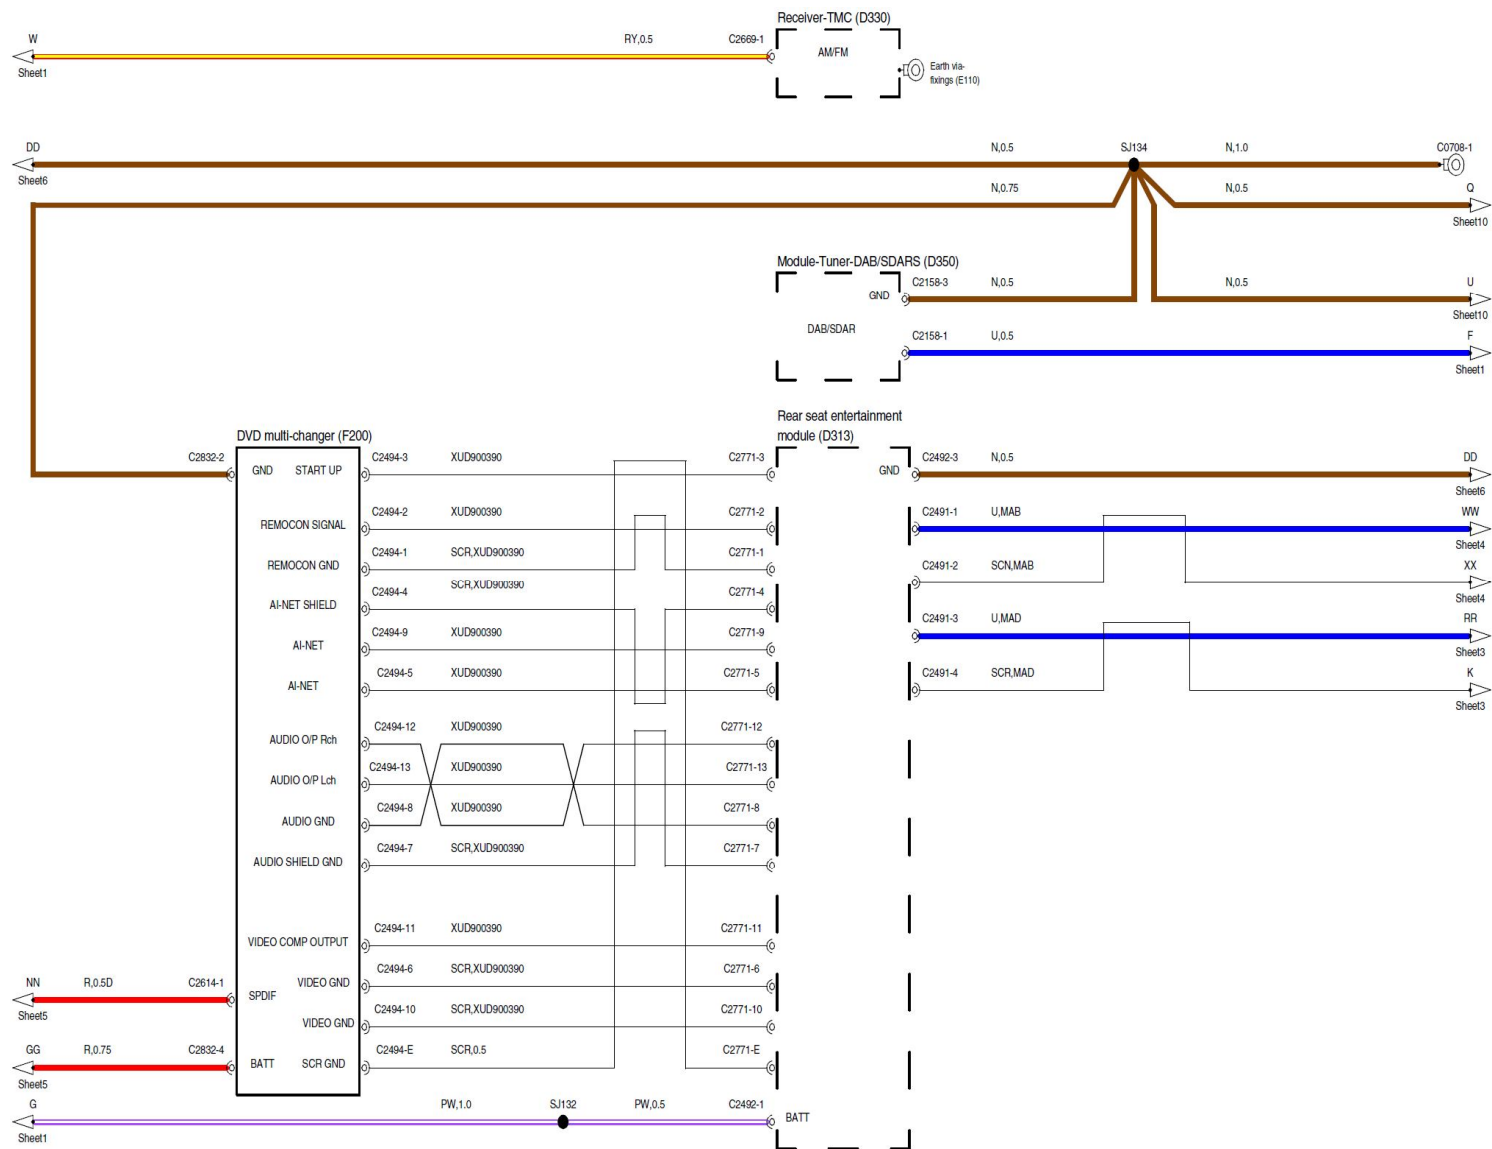 Receiver-TMC (D330)
W RY,0.5 C2669-1
AM/FM
Sheet1
Earth via-
fixings (E110)
DD N,0.5 SJ134 N,1.0 C0708-1
Sheet6
N,0.75 N,0.5 Q
Sheet10
Module-Tuner-DAB/SDARS (D350)
C2158-3 N,0.5 N,0.5 U
GND
Sheet10
DAB/SDAR
C2158-1 U,0.5 F
Sheet1
Rear seat entertainment
module (D313)
DVD multi-changer (F200)
C2832-2 C2494-3 XUD900390 C2771-3 C2492-3 N,0.5 DD
GND START UP GND
Sheet6
C2494-2 XUD900390 C2771-2 C2491-1 U,MAB WW
REMOCON SIGNAL
Sheet4
C2494-1 SCR,XUD900390 C2771-1 C2491-2 SCN,MAB XX
REMOCON GND
Sheet4
C2494-4 SCR,XUD900390 C2771-4
AI-NET SHIELD
C2491-3 U,MAD RR
C2494-9 XUD900390 C2771-9
AI-NET
Sheet3
C2494-5 XUD900390 C2771-5 C2491-4 SCR,MAD K
AI-NET
Sheet3
C2494-12 XUD900390 C2771-12
AUDIO O/P Rch
C2494-13 XUD900390 C2771-13
AUDIO O/P Lch
C2494-8 XUD900390 C2771-8
AUDIO GND
C2494-7 SCR,XUD900390 C2771-7
AUDIO SHIELD GND
C2494-11 XUD900390 C2771-11
VIDEO COMP OUTPUT
C2494-6 SCR,XUD900390 C2771-6
NN R,0.5D C2614-1 VIDEO GND
SPDIF
Sheet5
C2494-10 SCR,XUD900390 C2771-10
VIDEO GND
GG R,0.75 C2832-4 C2494-E SCR,0.5 C2771-E
BATT SCR GND
Sheet5
G PW,1.0 SJ132 PW,0.5 C2492-1
BATT
Sheet1